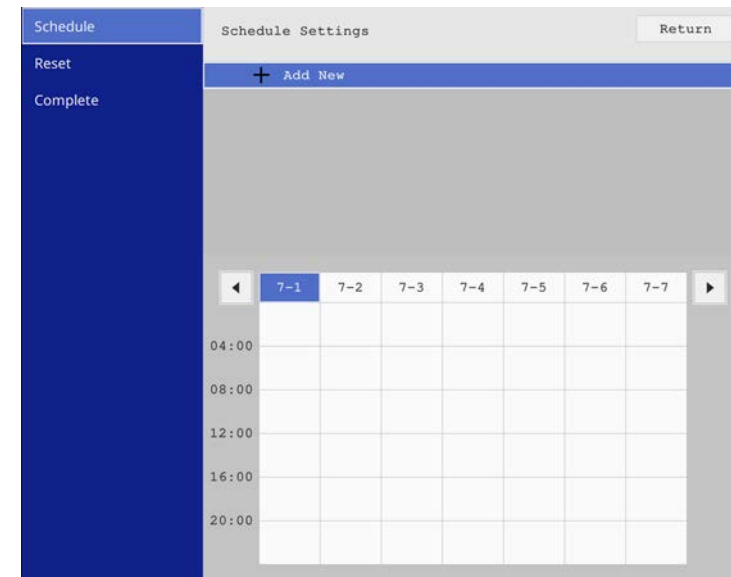 Schedule
Reset
Complete
Schedule Settings
Return
+ Add New
7-1 7-2 7-3 7-4 7-5 7-6 7-7
04:00
08:00
12:00
16:00
20:00